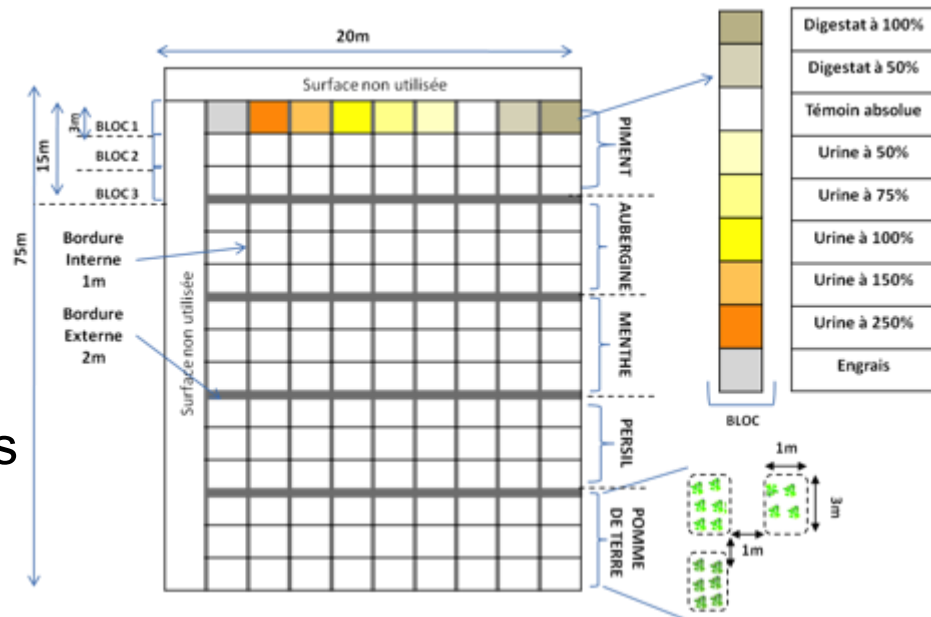 20m
Surface non utilisée
BLOC 1
BLOC 2
BLOC 3
3m
15m
75m
Bordure
Interne
1m
Bordure
Externe
2m
Surface non utilisée
s
PIMENT
AUBERGINE
MENTHE
PERSIL
POMME
DE TERRE
Digestat à 100%
Digestat à 50%
Témoin absolue
Urine à 50%
Urine à 75%
Urine à 100%
Urine à 150%
Urine à 250%
Engrais
BLOC
1m
3m
1m